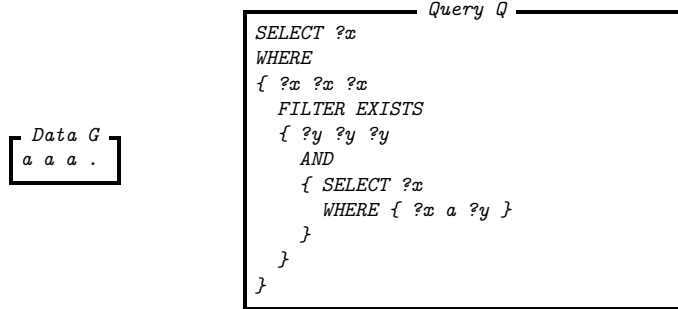 Data G
a a a .
Query Q
SELECT ?x
WHERE
{ ?x ?x ?x
FILTER EXISTS
{ ?y ?y ?y
AND
{ SELECT ?x
WHERE { ?x a ?y }
}
}
}